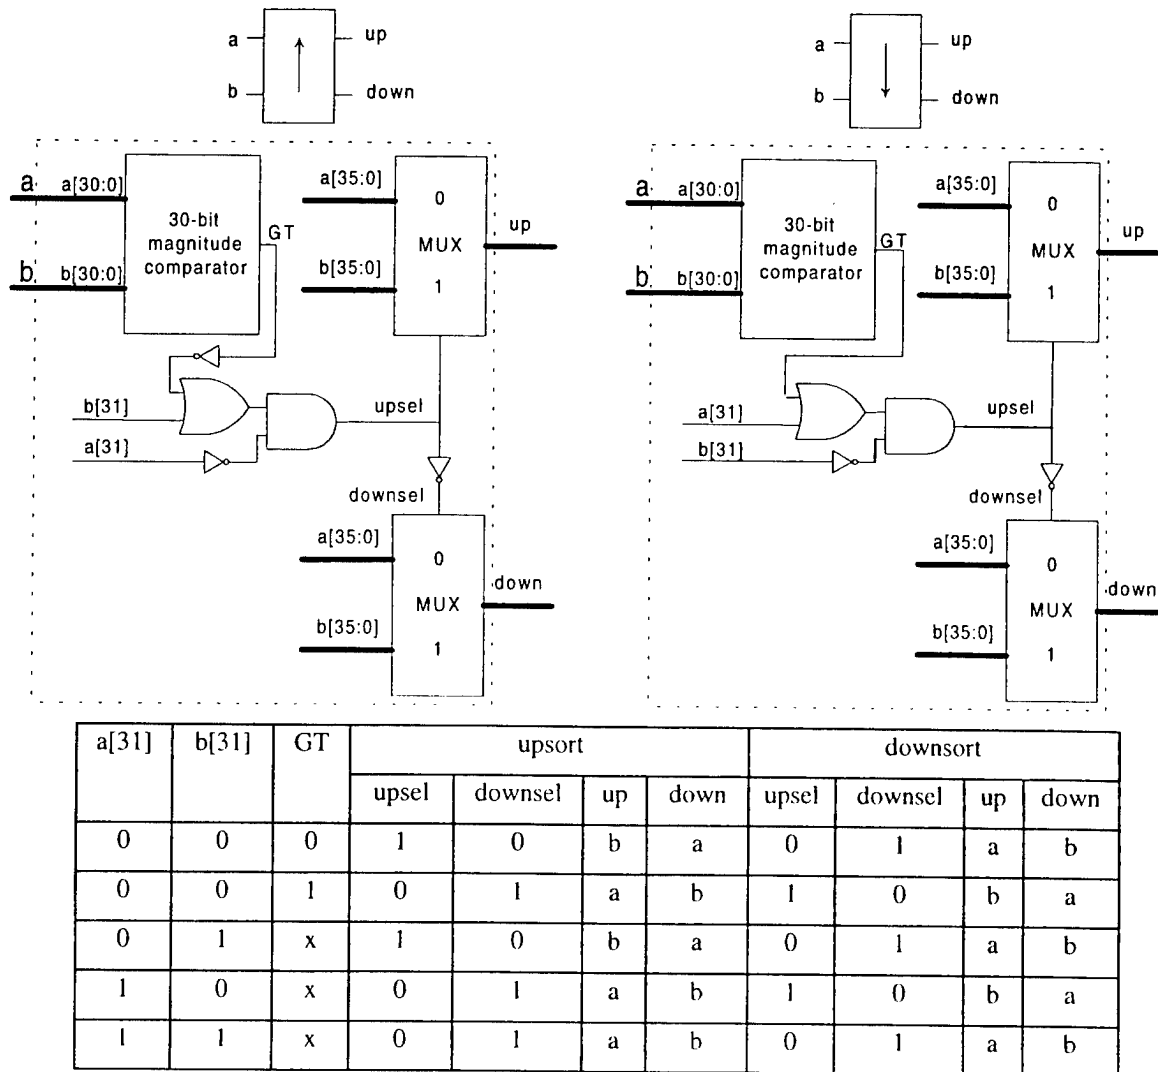 a up
b down
a up
b down
a a[30:0]
30-bit
magnitude
comparator
GT
b b[30:0]
a[35:0]
0
MUX
b[35:0]
1
up
b[31]
a[31]
upsel
downsel
a[35:0]
0
MUX
b[35:0]
1
down
a a[30:0]
30-bit
magnitude
comparator
GT
b b[30:0]
a[35:0]
0
MUX
b[35:0]
1
up
a[31]
b[31]
upsel
downsel
a[35:0]
0
MUX
b[35:0]
1
down
a[31] b[31] GT upsort downsort
upsel downsel up down upsel downsel up down
0 0 0 1 0 b a 0 1 a b
0 0 1 0 1 a b 1 0 b a
0 1 x 1 0 b a 0 1 a b
1 0 x 0 1 a b 1 0 b a
1 1 x 0 1 a b 0 1 a b